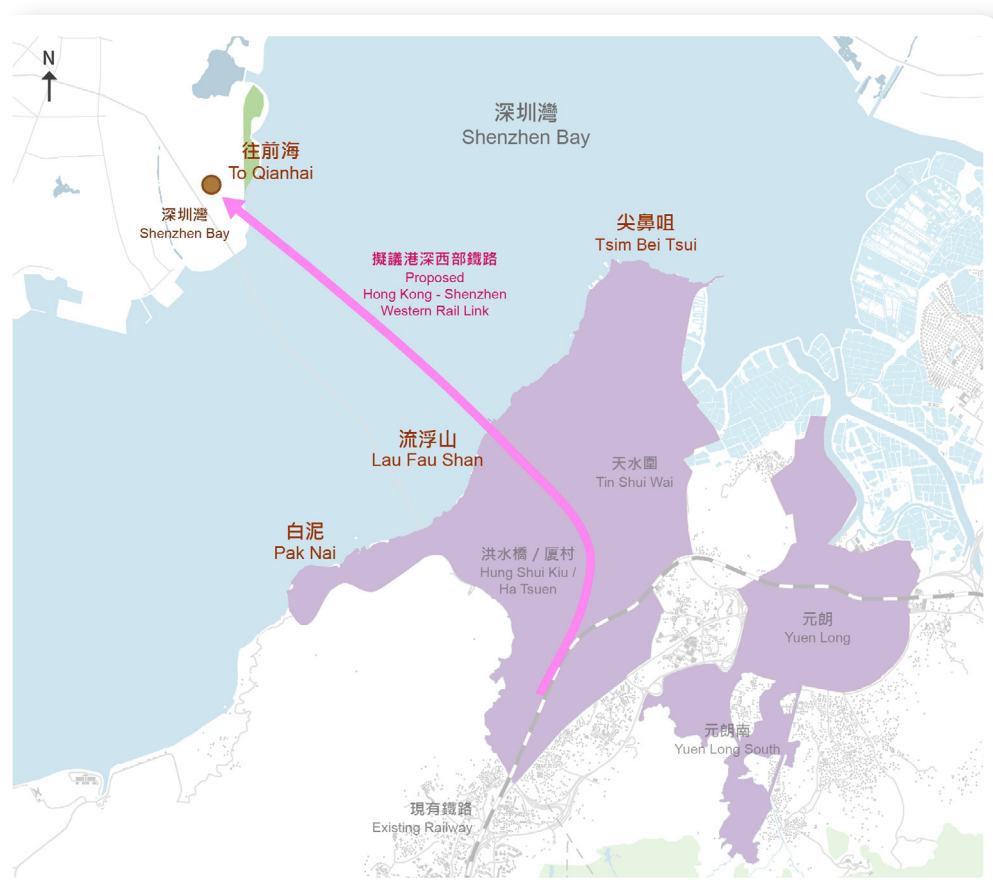 N
深圳灣
Shenzhen Bay
往前海
To Qianhai
深圳灣
Shenzhen Bay
尖鼻咀
Tsim Bei Tsui
擬議港深西部鐵路
Proposed
Hong Kong - Shenzhen
Western Rail Link
流浮山
Lau Fau Shan
天水圍
Tin Shui Wai
白泥
Pak Nai
洪水橋 / 厦村
Hung Shui Kiu /
Ha Tsuen
元朗
Yuen Long
元朗南
Yuen Long South
現有鐵路
Existing Railway